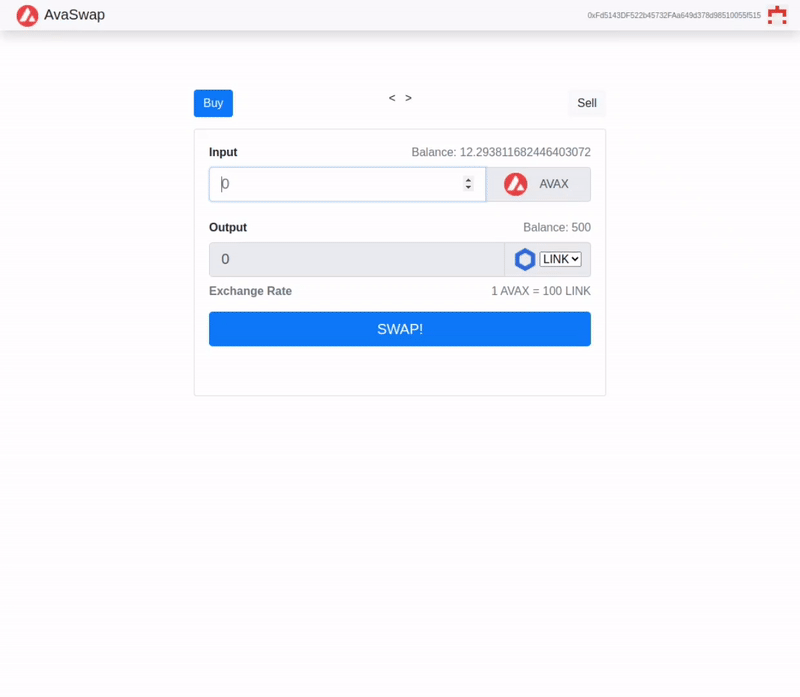 AvaSwap
0xFd5143DF522b45732FAa649d378d98510055f515
Buy
< >
Sell
Input
Balance: 12.293811682446403072
0
AVAX
Output
Balance: 500
0
LINK
Exchange Rate
1 AVAX = 100 LINK
SWAP!